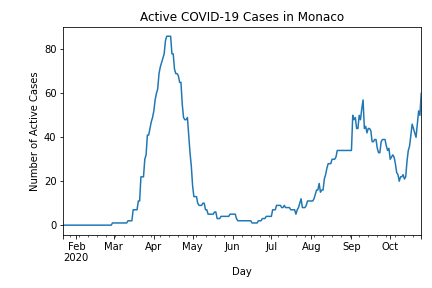 Active COVID-19 Cases in Monaco
Number of Active Cases
80
60
40
20
0
Feb Mar Apr May Jun Jul Aug Sep Oct
2020
Day